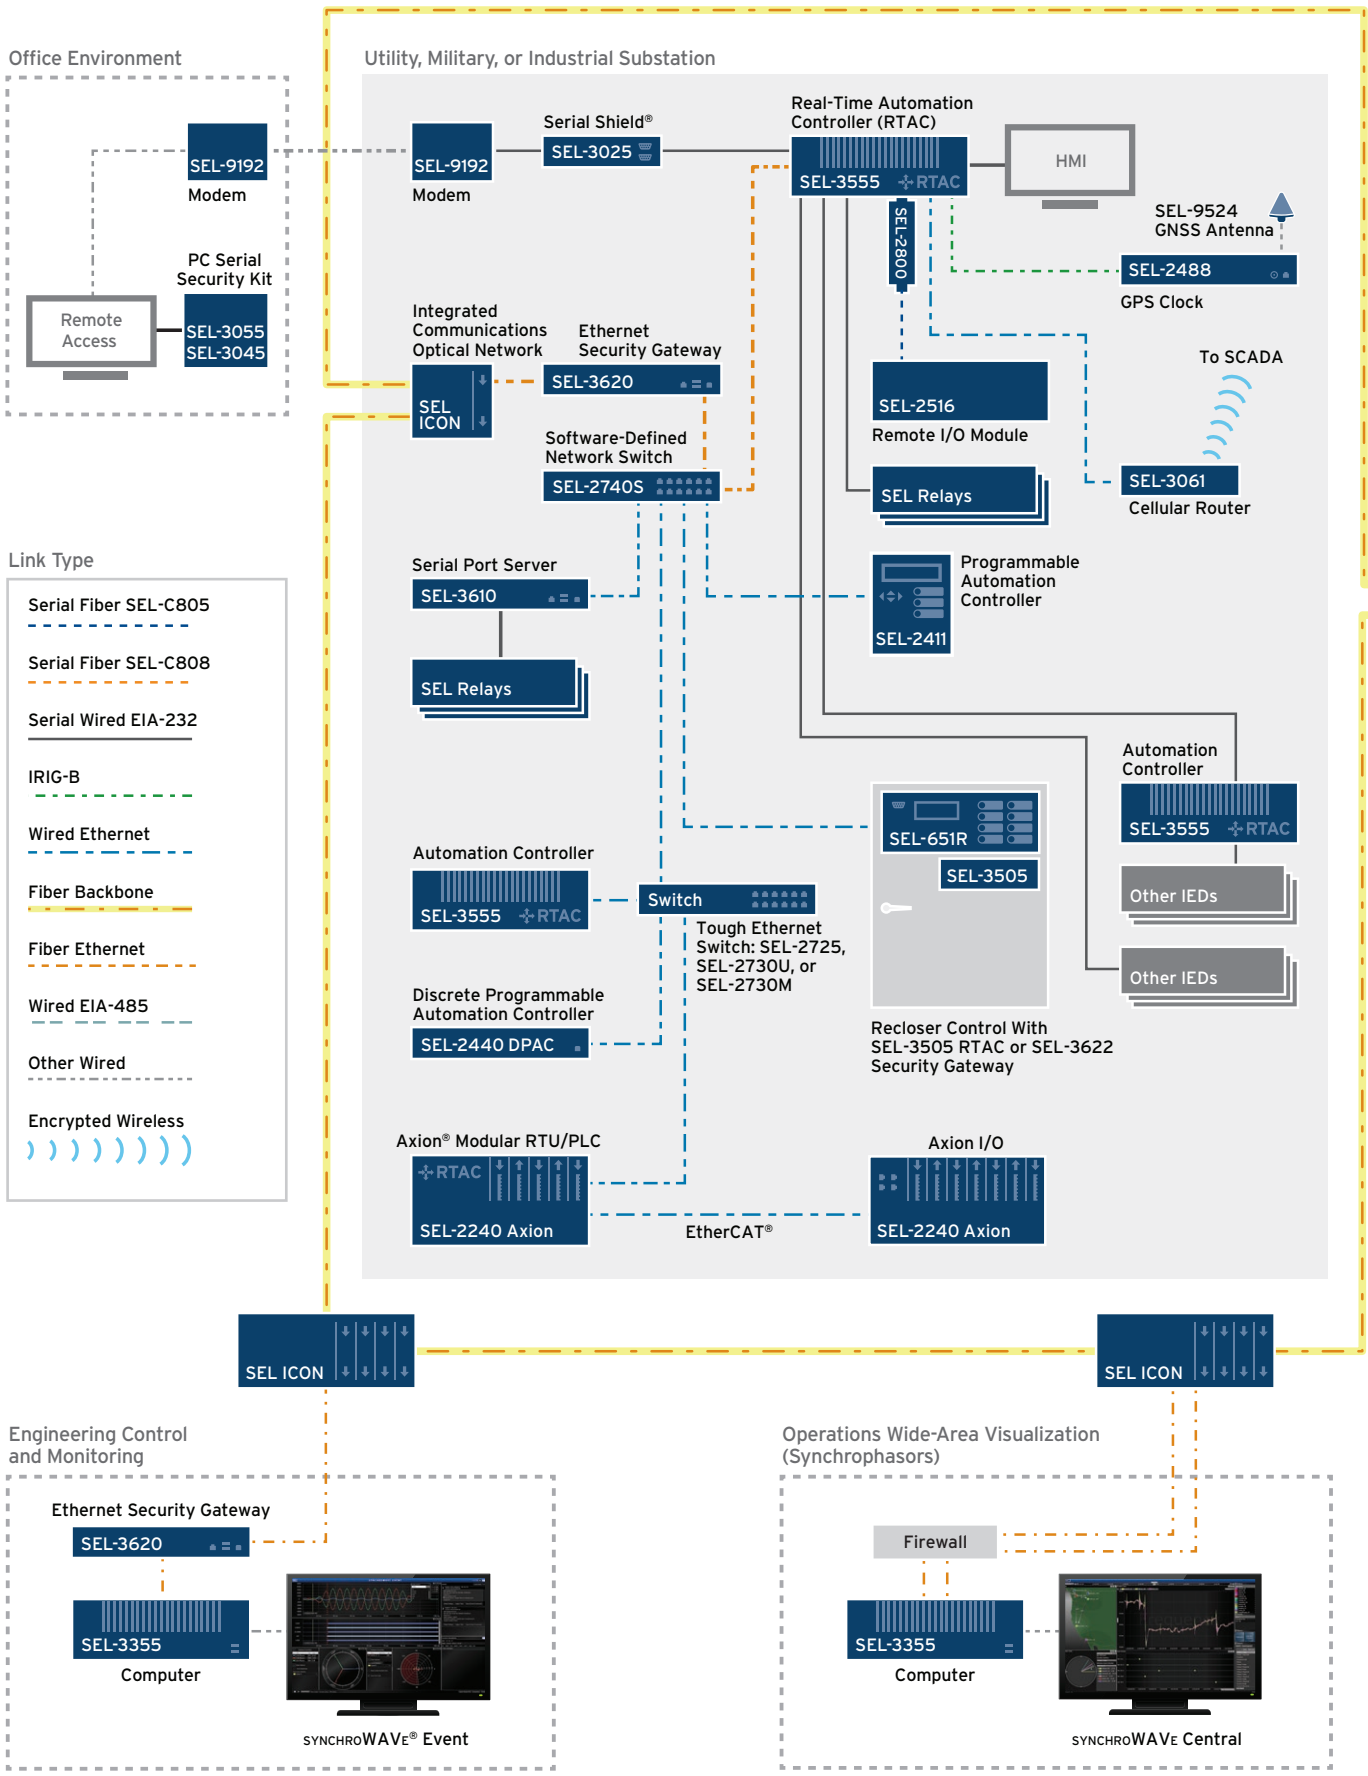 Office Environment
Utility, Military, or Industrial Substation
SEL-9192
Modem
PC Serial
Security Kit
Remote
Access
SEL-3055
SEL-3045
SEL-9192
Modem
Serial Shield®
SEL-3025
Real-Time Automation
Controller (RTAC)
SEL-3555
RTAC
HMI
SEL-2800
SEL-9524
GNSS Antenna
SEL-2488
GPS Clock
Integrated
Communications
Optical Network
SEL
ICON
Ethernet
Security Gateway
SEL-3620
Software-Defined
Network Switch
SEL-2740S
SEL-2516
Remote I/O Module
To SCADA
SEL Relays
SEL-3061
Cellular Router
Link Type
Serial Fiber SEL-C805
Serial Fiber SEL-C808
Serial Wired EIA-232
IRIG-B
Wired Ethernet
Fiber Backbone
Fiber Ethernet
Wired EIA-485
Other Wired
Encrypted Wireless
Serial Port Server
SEL-3610
SEL Relays
Programmable
Automation
Controller
SEL-2411
Automation
Controller
SEL-3555
RTAC
Other IEDs
Other IEDs
SEL-651R
SEL-3505
Recloser Control With
SEL-3505 RTAC or SEL-3622
Security Gateway
Automation Controller
SEL-3555
RTAC
Switch
Tough Ethernet
Switch: SEL-2725,
SEL-2730U, or
SEL-2730M
Discrete Programmable
Automation Controller
SEL-2440 DPAC
Axion® Modular RTU/PLC
RTAC
SEL-2240 Axion
EtherCAT®
Axion I/O
SEL-2240 Axion
SEL ICON
SEL ICON
Engineering Control
and Monitoring
Ethernet Security Gateway
SEL-3620
SEL-3355
Computer
SYNCHROWAVE® Event
Operations Wide-Area Visualization
(Synchrophasors)
Firewall
SEL-3355
Computer
SYNCHROWAVE Central